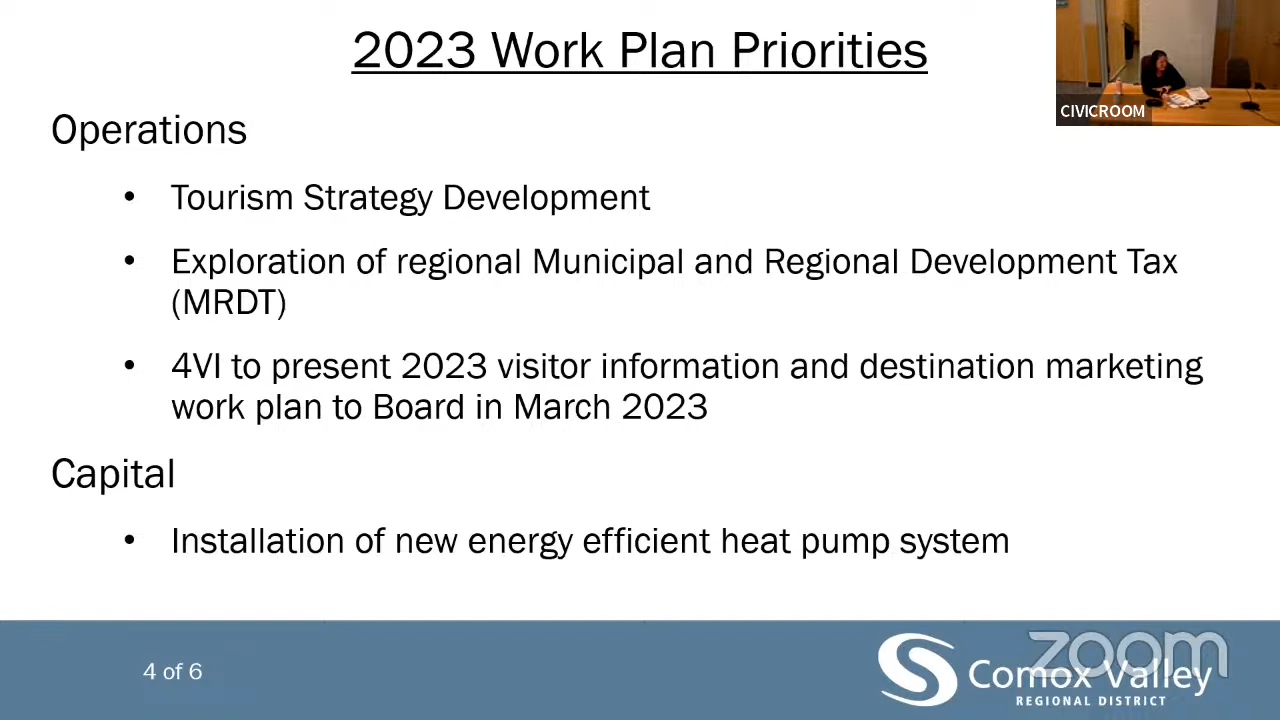 2023 Work Plan Priorities
CIVICROOM
Operations
• Tourism Strategy Development
• Exploration of regional Municipal and Regional Development Tax
(MRDT)
• 4VI to present 2023 visitor information and destination marketing
work plan to Board in March 2023
Capital
• Installation of new energy efficient heat pump system
4 of 6
zoom
Comox Valley
REGIONAL DISTRICT